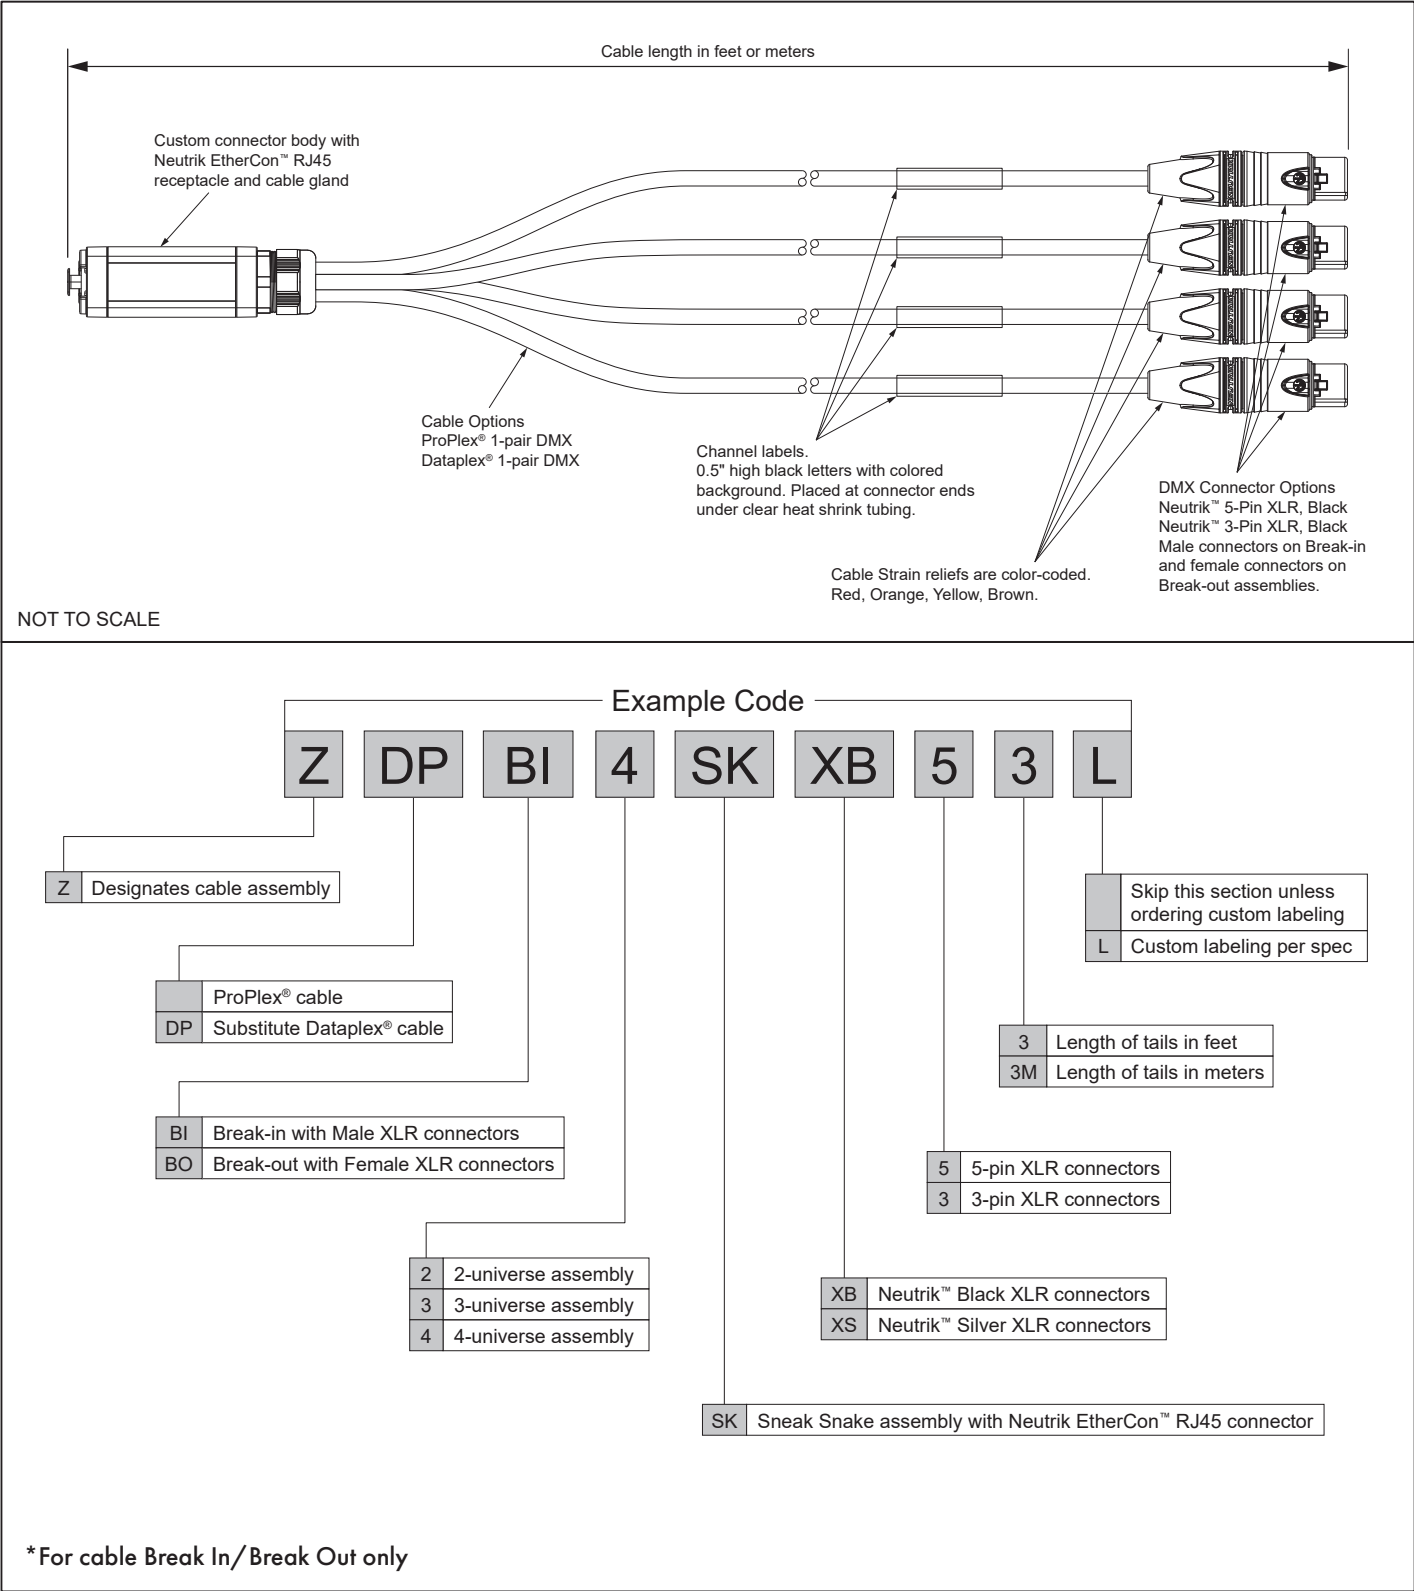 Cable length in feet or meters
Custom connector body with
Neutrik EtherCon™ RJ45
receptacle and cable gland
NEUTRIK
NEUTRIK
NEUTRIK
NEUTRIK
Cable Options
ProPlex® 1-pair DMX
Dataplex® 1-pair DMX
Channel labels.
0.5" high black letters with colored
background. Placed at connector ends
under clear heat shrink tubing.
Cable Strain reliefs are color-coded.
Red, Orange, Yellow, Brown.
DMX Connector Options
Neutrik™ 5-Pin XLR, Black
Neutrik™ 3-Pin XLR, Black
Male connectors on Break-in
and female connectors on
Break-out assemblies.
NOT TO SCALE
Example Code
Z DP BI 4 SK XB 5 3 L
Z Designates cable assembly
Skip this section unless
ordering custom labeling
L Custom labeling per spec
ProPlex® cable
DP Substitute Dataplex® cable
3 Length of tails in feet
3M Length of tails in meters
BI Break-in with Male XLR connectors
BO Break-out with Female XLR connectors
5 5-pin XLR connectors
3 3-pin XLR connectors
2 2-universe assembly
3 3-universe assembly
4 4-universe assembly
XB Neutrik™ Black XLR connectors
XS Neutrik™ Silver XLR connectors
SK Sneak Snake assembly with Neutrik EtherCon™ RJ45 connector
*For cable Break In/Break Out only